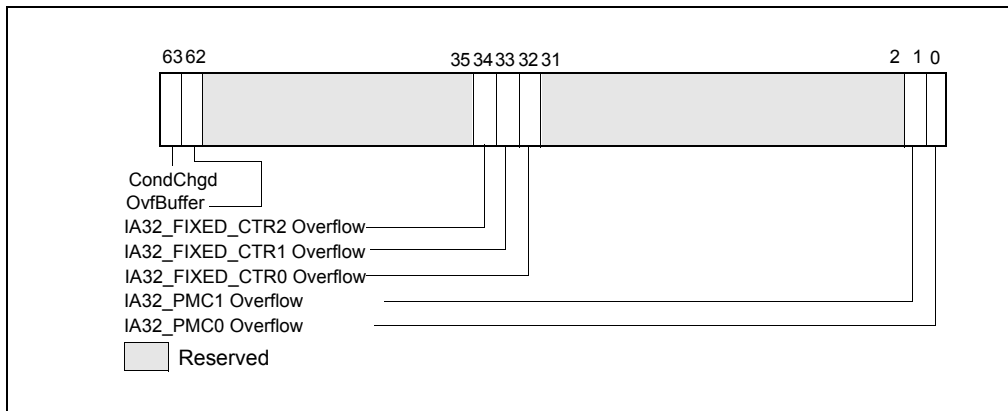 63 62 35 34 33 32 31 2 1 0
CondChgd
OvfBuffer
IA32_FIXED_CTR2 Overflow
IA32_FIXED_CTR1 Overflow
IA32_FIXED_CTR0 Overflow
IA32_PMC1 Overflow
IA32_PMC0 Overflow
Reserved